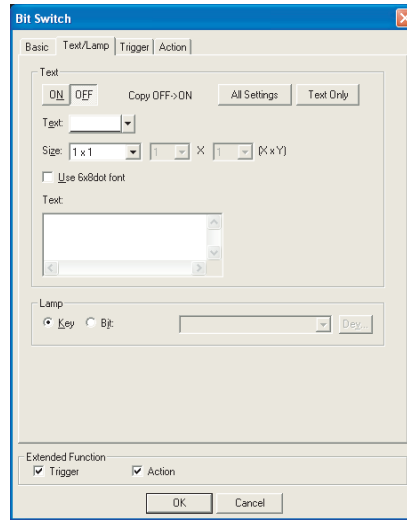 Bit Switch
Basic Text/Lamp Trigger Action
Text
ON OFF Copy OFF->ON All Settings Text Only
Text:
Size: 1 x 1 1 X 1 (X x Y)
Use 6x8dot font
Text:
Lamp
Key Bit: Dev...
Extended Function
Trigger Action
OK Cancel